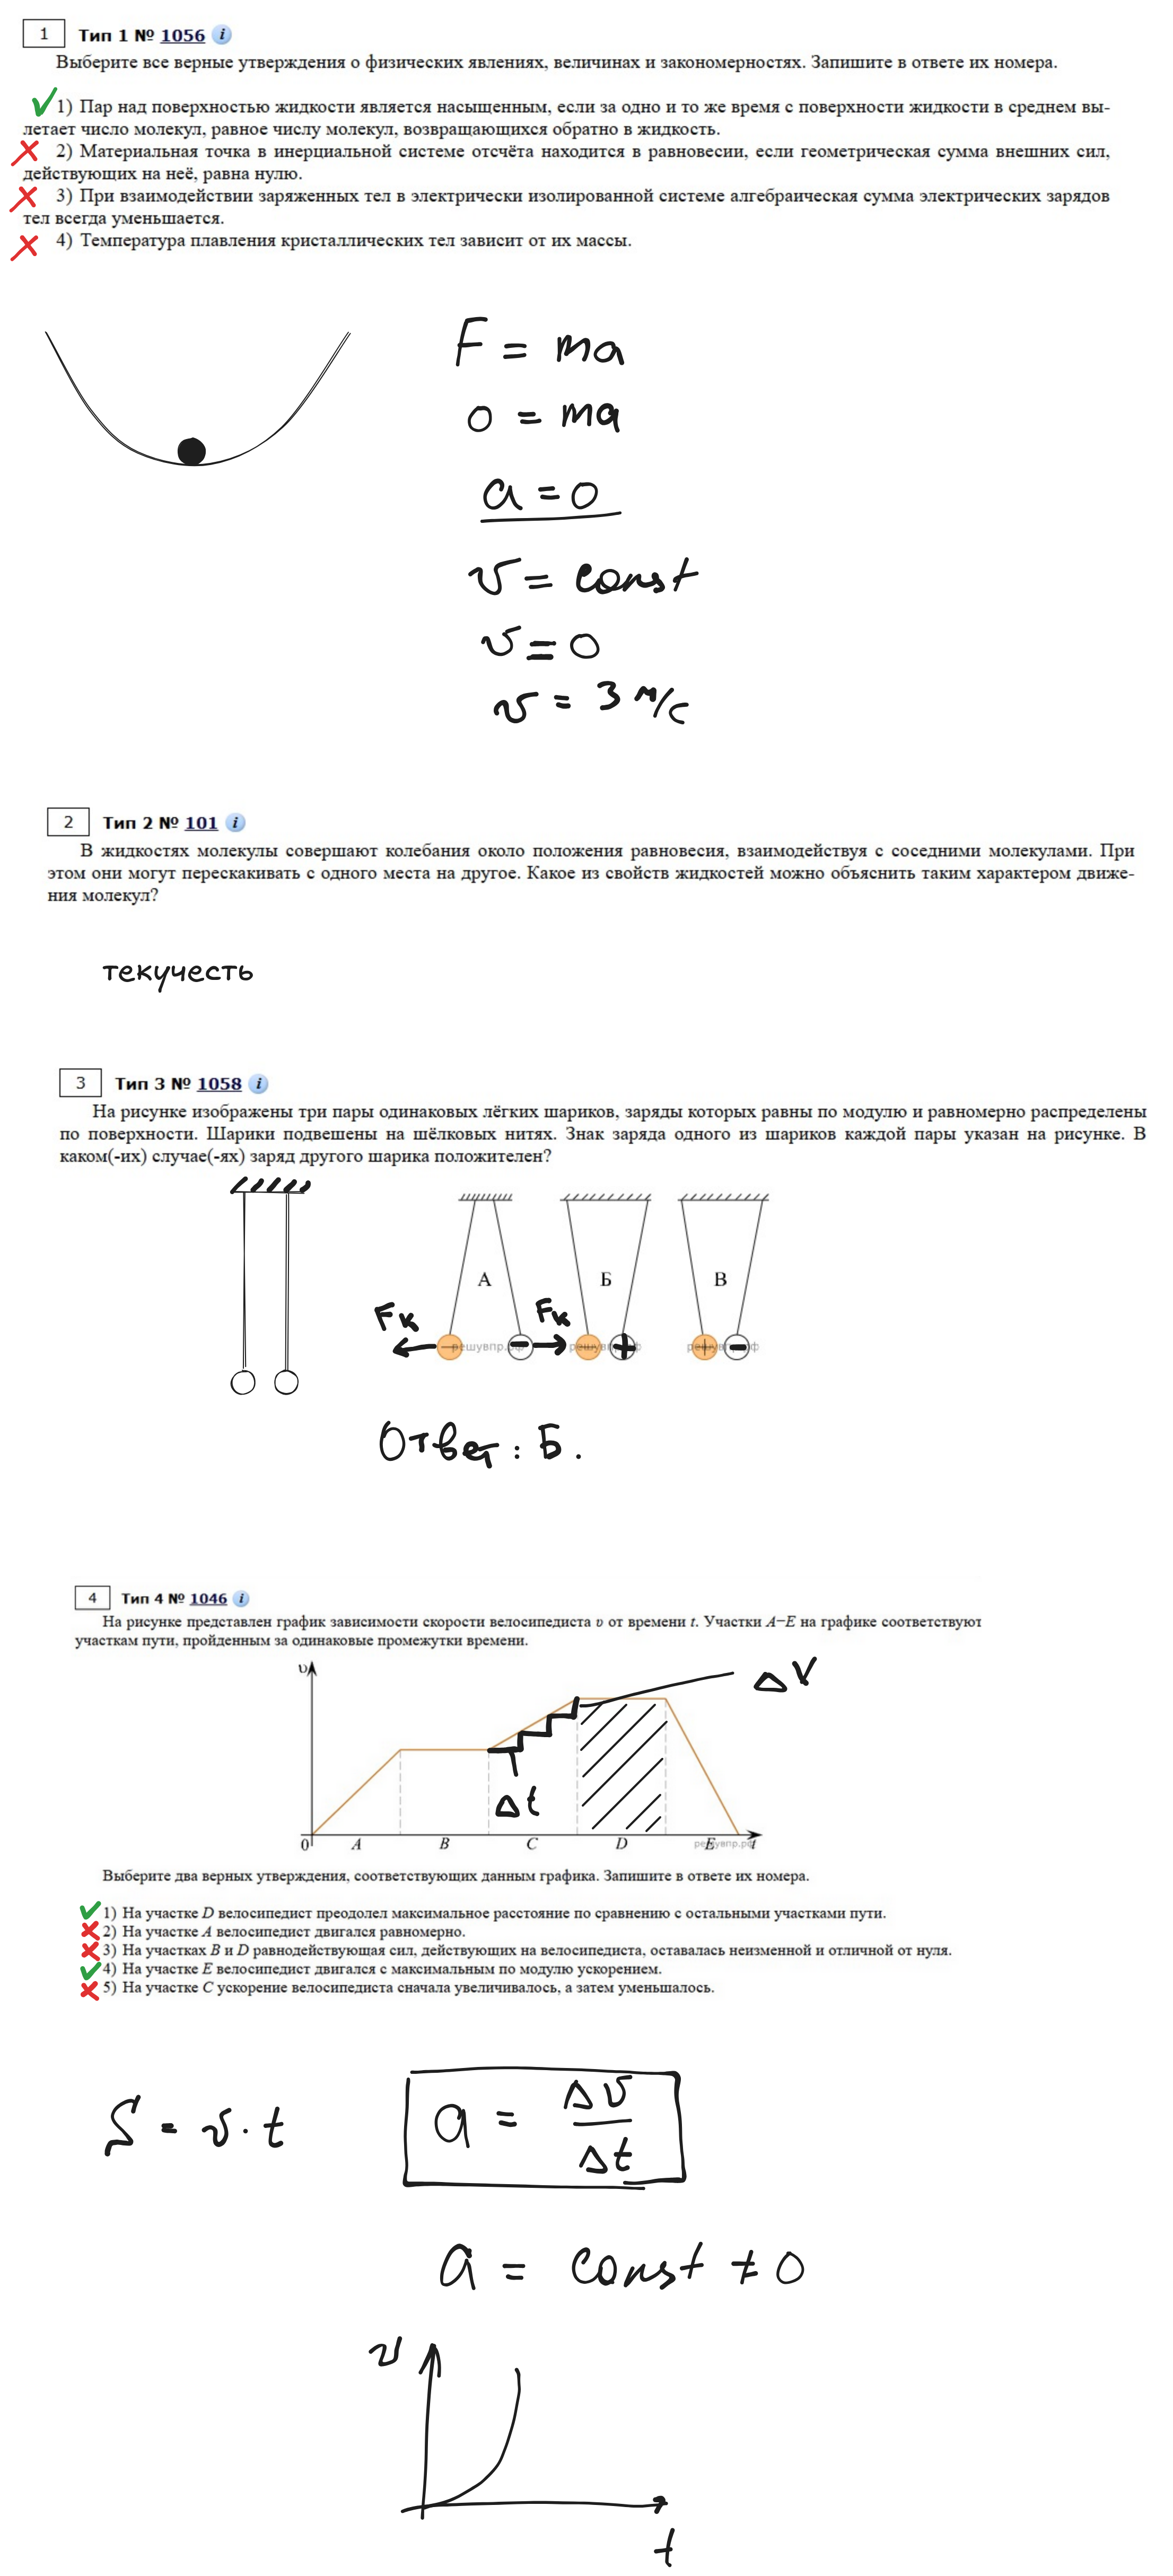 1 Тип 1 № 1056 i
Выберите все верные утверждения о физических явлениях, величинах и закономерностях. Запишите в ответе их номера.
1) Пар над поверхностью жидкости является насыщенным, если за одно и то же время с поверхности жидкости в среднем вы-
летает число молекул, равное числу молекул, возвращающихся обратно в жидкость.
2) Материальная точка в инерциальной системе отсчёта находится в равновесии, если геометрическая сумма внешних сил,
действующих на неё, равна нулю.
3) При взаимодействии заряженных тел в электрически изолированной системе алгебраическая сумма электрических зарядов
тел всегда уменьшается.
4) Температура плавления кристаллических тел зависит от их массы.
F = ma
0 = ma
a = 0
v = const
v = 0
v = 3 м/с
2 Тип 2 № 101 i
В жидкостях молекулы совершают колебания около положения равновесия, взаимодействуя с соседними молекулами. При
этом они могут перескакивать с одного места на другое. Какое из свойств жидкостей можно объяснить таким характером движе-
ния молекул?
текучесть
3 Тип 3 № 1058 i
На рисунке изображены три пары одинаковых лёгких шариков, заряды которых равны по модулю и равномерно распределены
по поверхности. Шарики подвешены на шёлковых нитях. Знак заряда одного из шариков каждой пары указан на рисунке. В
каком(-их) случае(-ях) заряд другого шарика положителен?
А Б В
Fк Fк
− − − + + −
решувпр.рф
Ответ: Б.
4 Тип 4 № 1046 i
На рисунке представлен график зависимости скорости велосипедиста υ от времени t. Участки A−E на графике соответствуют
участкам пути, пройденным за одинаковые промежутки времени.
υ
ΔV
Δt
0 A B C D E t
решувпр.рф
Выберите два верных утверждения, соответствующих данным графика. Запишите в ответе их номера.
1) На участке D велосипедист преодолел максимальное расстояние по сравнению с остальными участками пути.
2) На участке A велосипедист двигался равномерно.
3) На участках B и D равнодействующая сил, действующих на велосипедиста, оставалась неизменной и отличной от нуля.
4) На участке E велосипедист двигался с максимальным по модулю ускорением.
5) На участке C ускорение велосипедиста сначала увеличивалось, а затем уменьшалось.
S = v · t
a = Δv / Δt
a = const ≠ 0
v
t